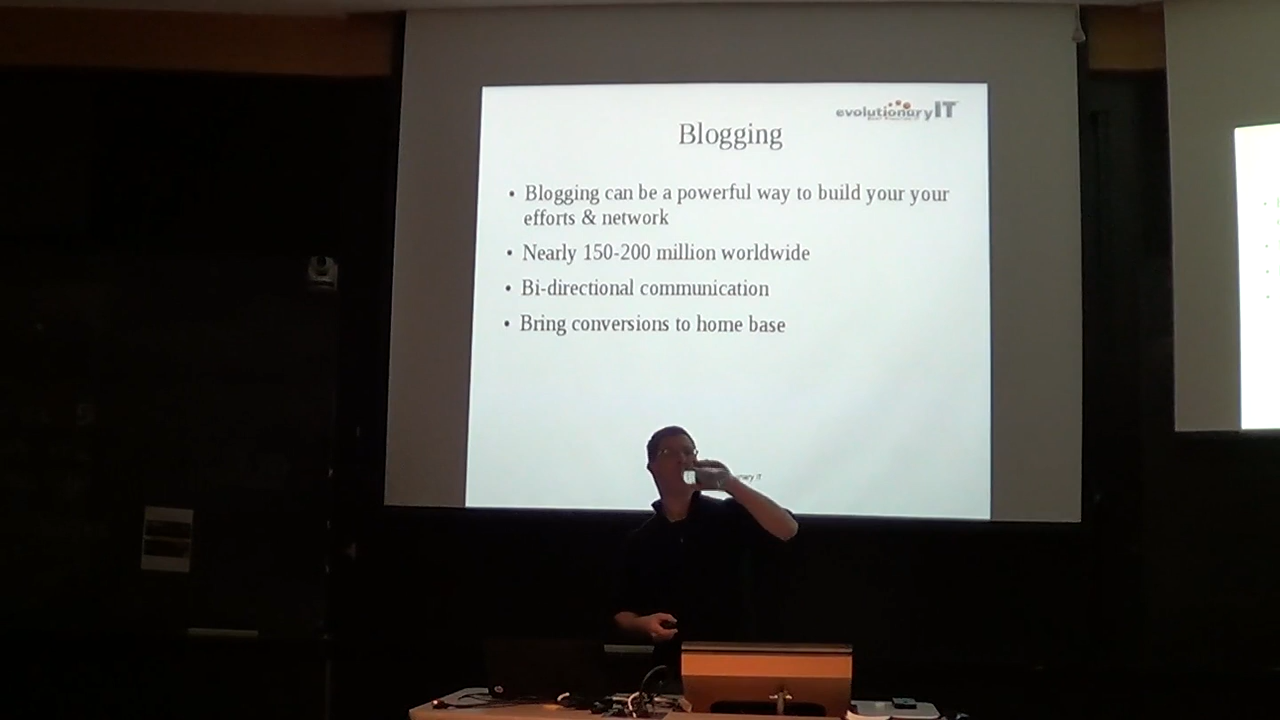 evolutionaryIT
Blogging
• Blogging can be a powerful way to build your your
efforts & network
• Nearly 150-200 million worldwide
• Bi-directional communication
• Bring conversions to home base
IT